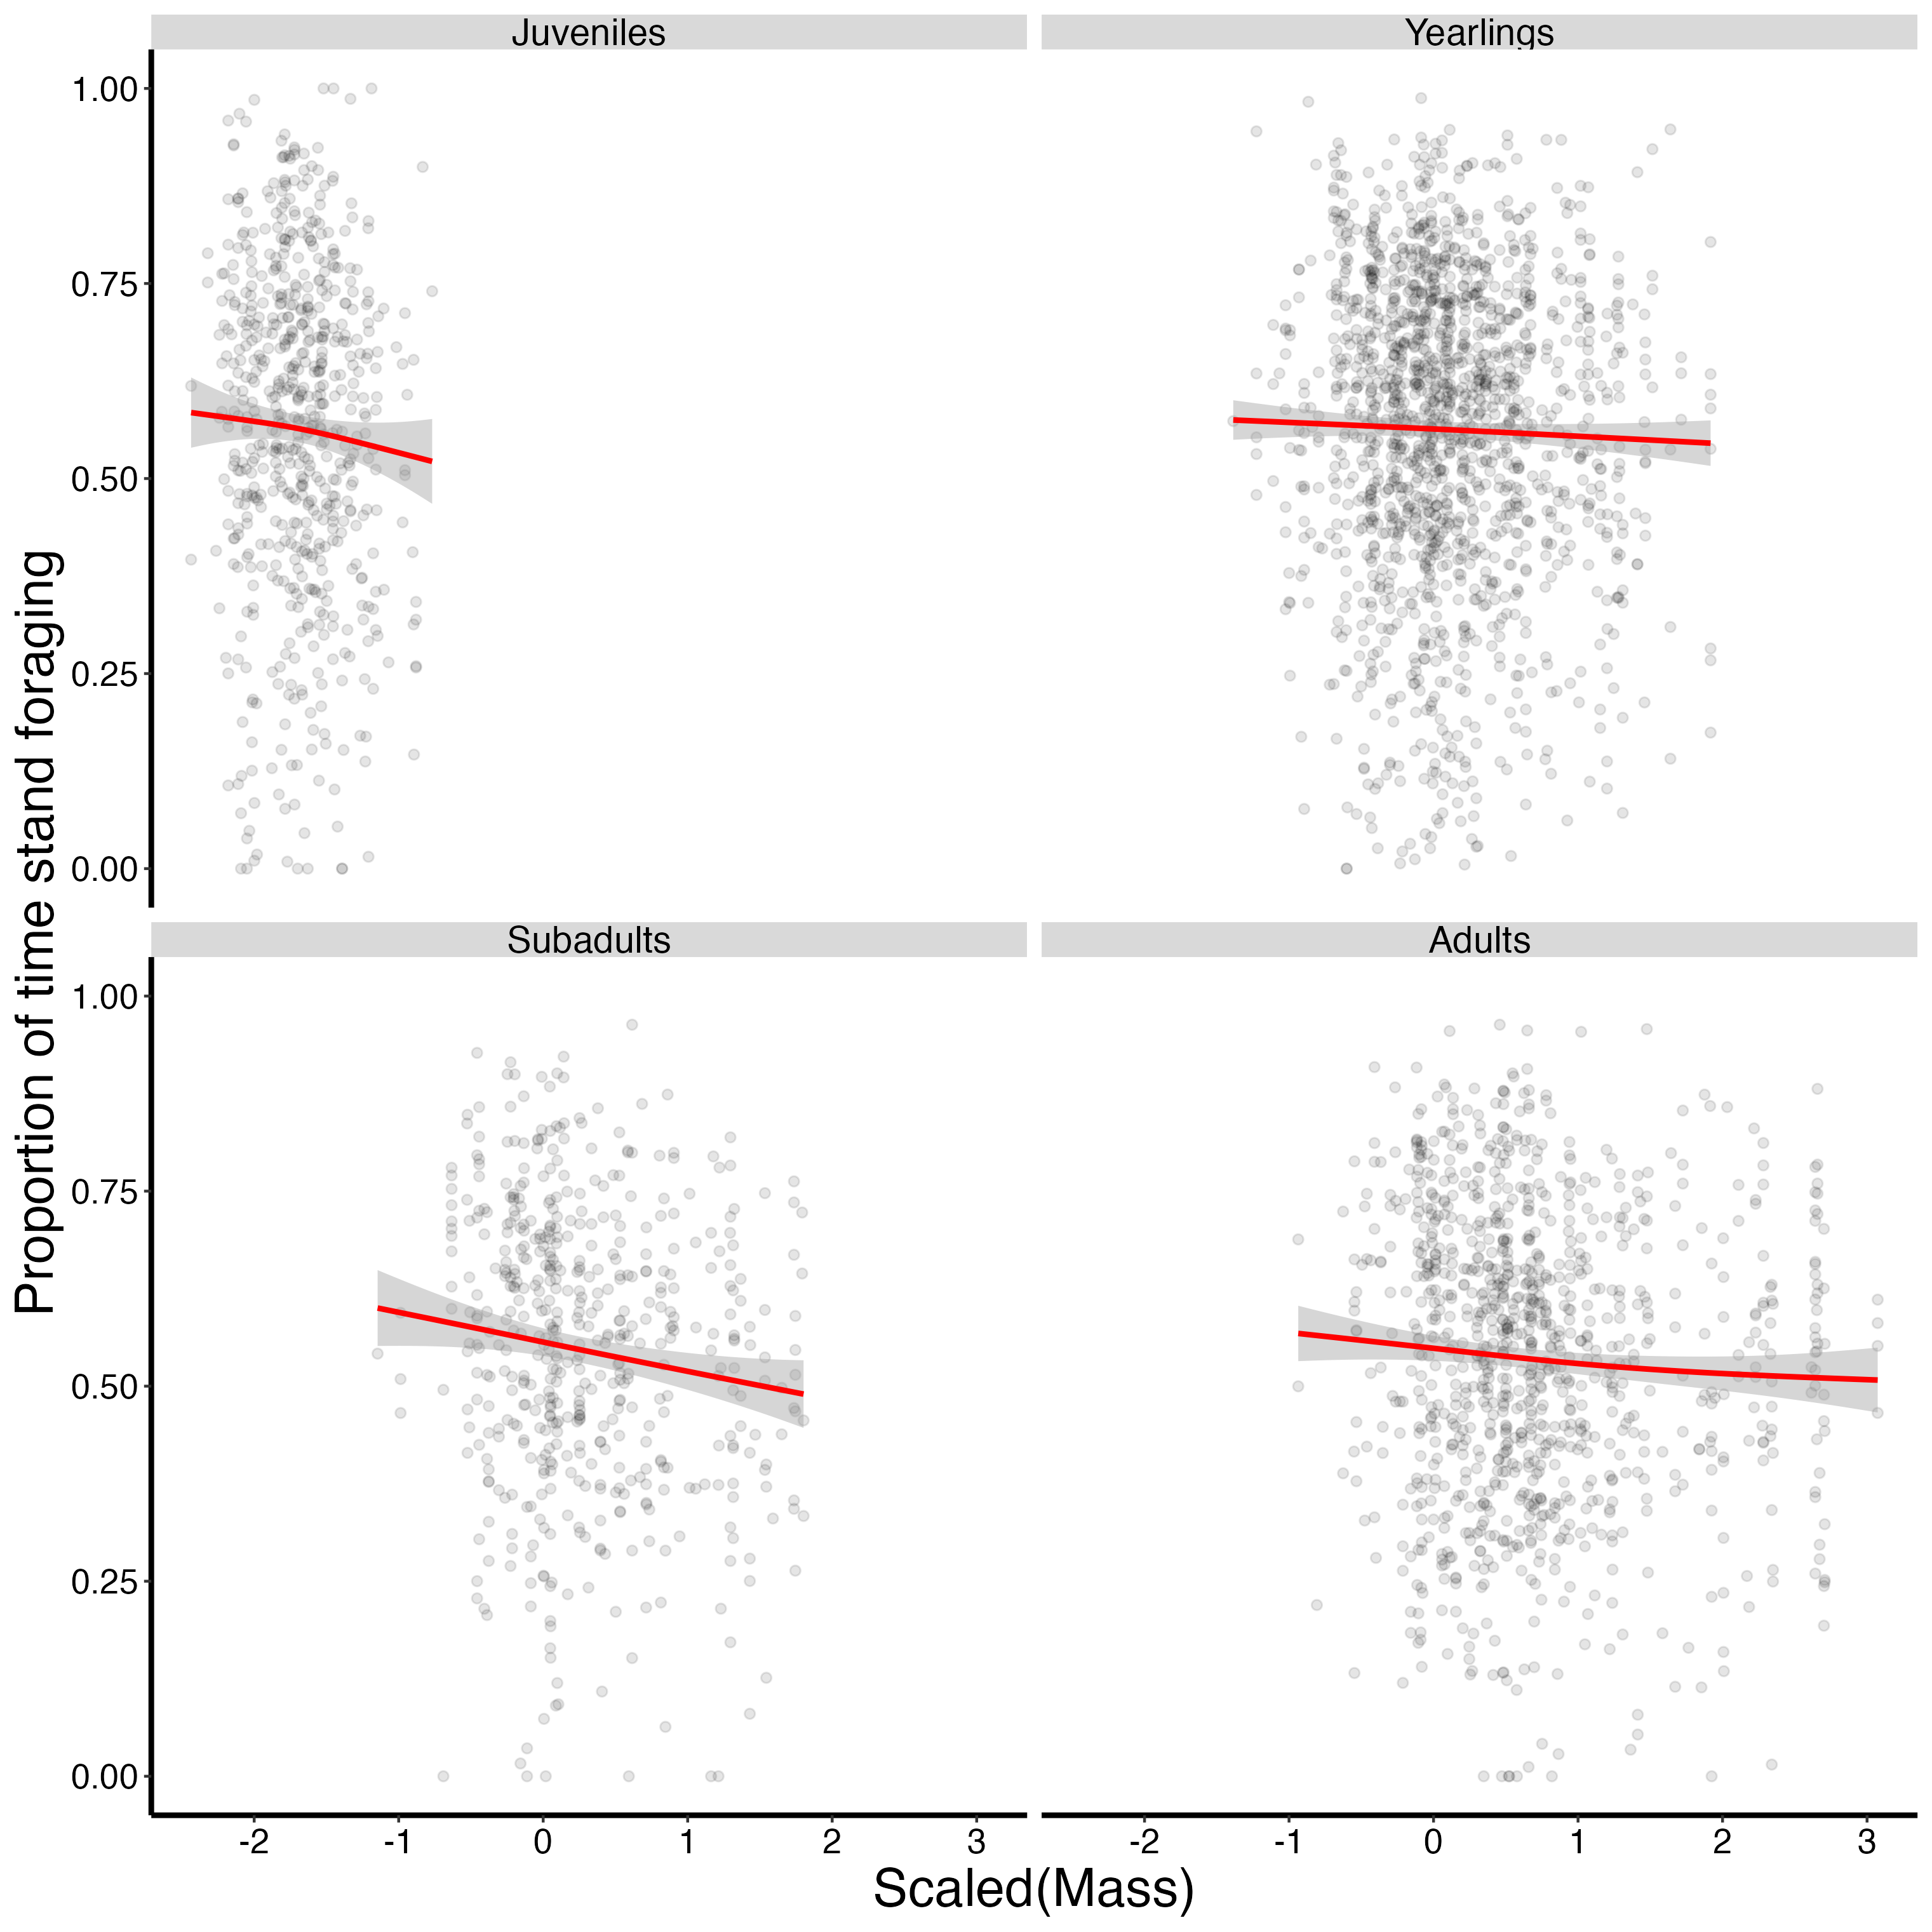 Juveniles
Yearlings
1.00
0.75
0.50
0.25
0.00
Subadults
Adults
1.00
0.75
0.50
0.25
0.00
-2 -1 0 1 2 3
-2 -1 0 1 2 3
Scaled(Mass)
Proportion of time stand foraging